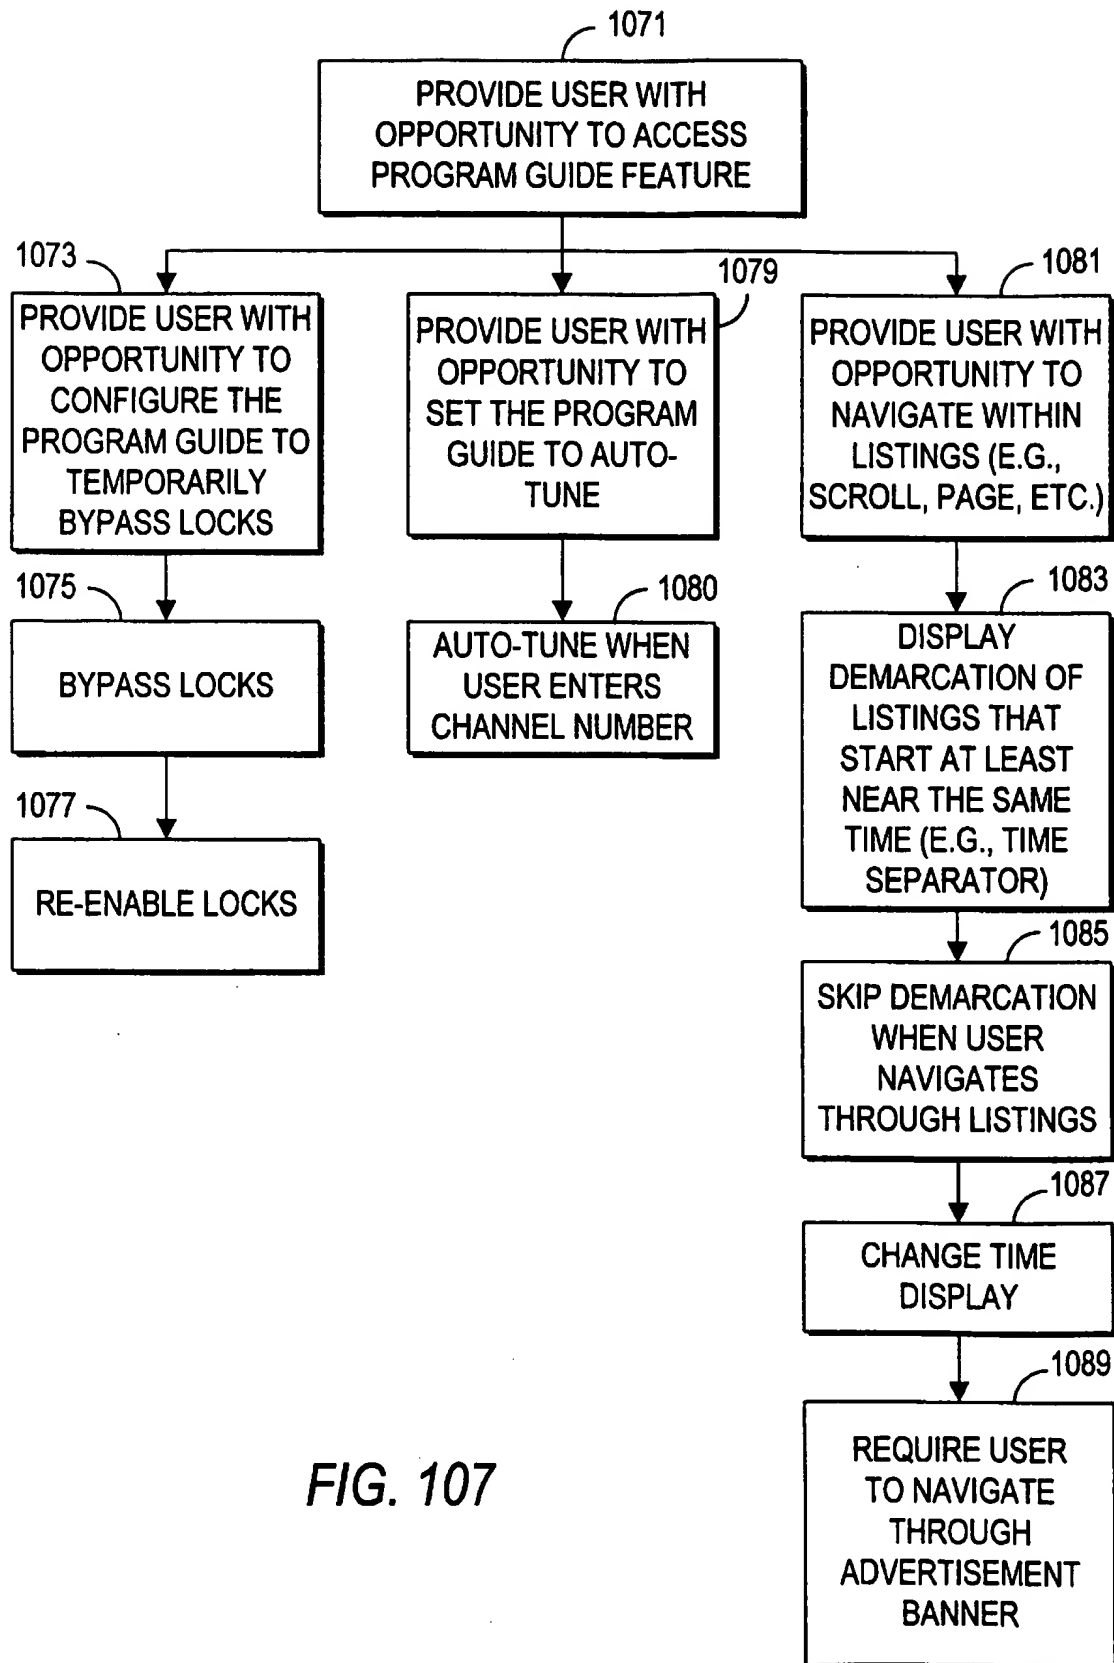 1071
PROVIDE USER WITH
OPPORTUNITY TO ACCESS
PROGRAM GUIDE FEATURE
1073
PROVIDE USER WITH
OPPORTUNITY TO
CONFIGURE THE
PROGRAM GUIDE TO
TEMPORARILY
BYPASS LOCKS
1075
BYPASS LOCKS
1077
RE-ENABLE LOCKS
1079
PROVIDE USER WITH
OPPORTUNITY TO
SET THE PROGRAM
GUIDE TO AUTO-
TUNE
1080
AUTO-TUNE WHEN
USER ENTERS
CHANNEL NUMBER
1081
PROVIDE USER WITH
OPPORTUNITY TO
NAVIGATE WITHIN
LISTINGS (E.G.,
SCROLL, PAGE, ETC.)
1083
DISPLAY
DEMARCATION OF
LISTINGS THAT
START AT LEAST
NEAR THE SAME
TIME (E.G., TIME
SEPARATOR)
1085
SKIP DEMARCATION
WHEN USER
NAVIGATES
THROUGH LISTINGS
1087
CHANGE TIME
DISPLAY
1089
REQUIRE USER
TO NAVIGATE
THROUGH
ADVERTISEMENT
BANNER
FIG. 107